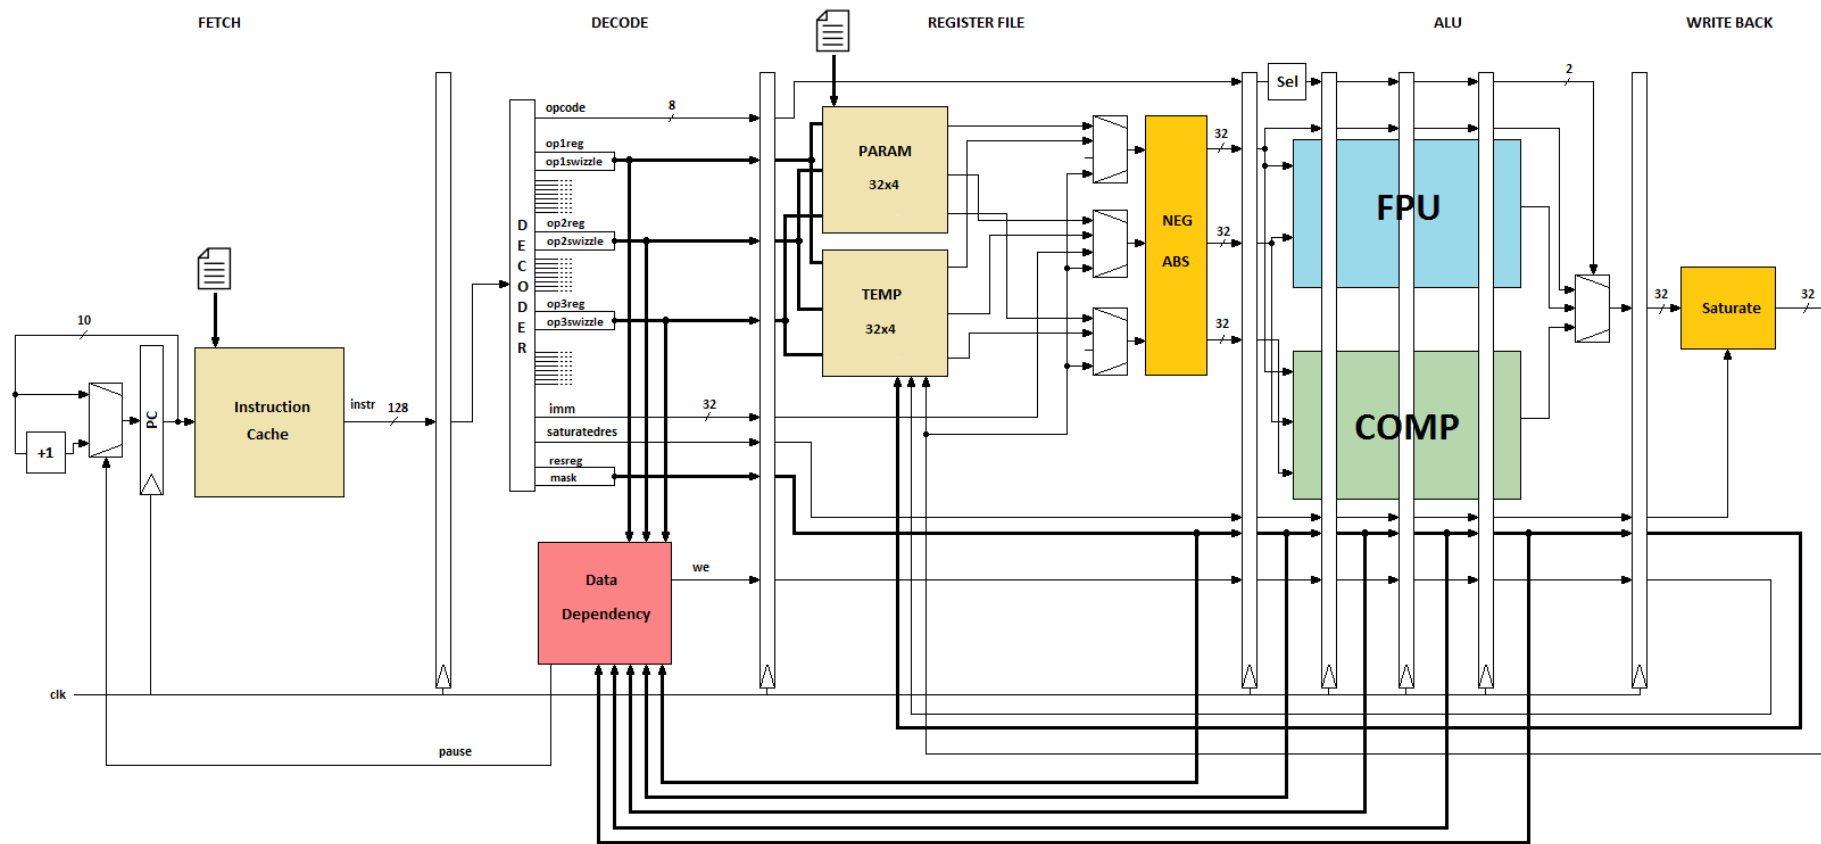 FETCH
DECODE
REGISTER FILE
ALU
WRITE BACK
10
+1
PC
Instruction
Cache
instr
128
clk
pause
DECODER
opcode
8
op1reg
op1swizzle
op2reg
op2swizzle
op3reg
op3swizzle
imm
32
saturatedres
resreg
mask
Data
Dependency
we
PARAM
32x4
TEMP
32x4
NEG
ABS
32
32
32
Sel
2
FPU
COMP
32
Saturate
32